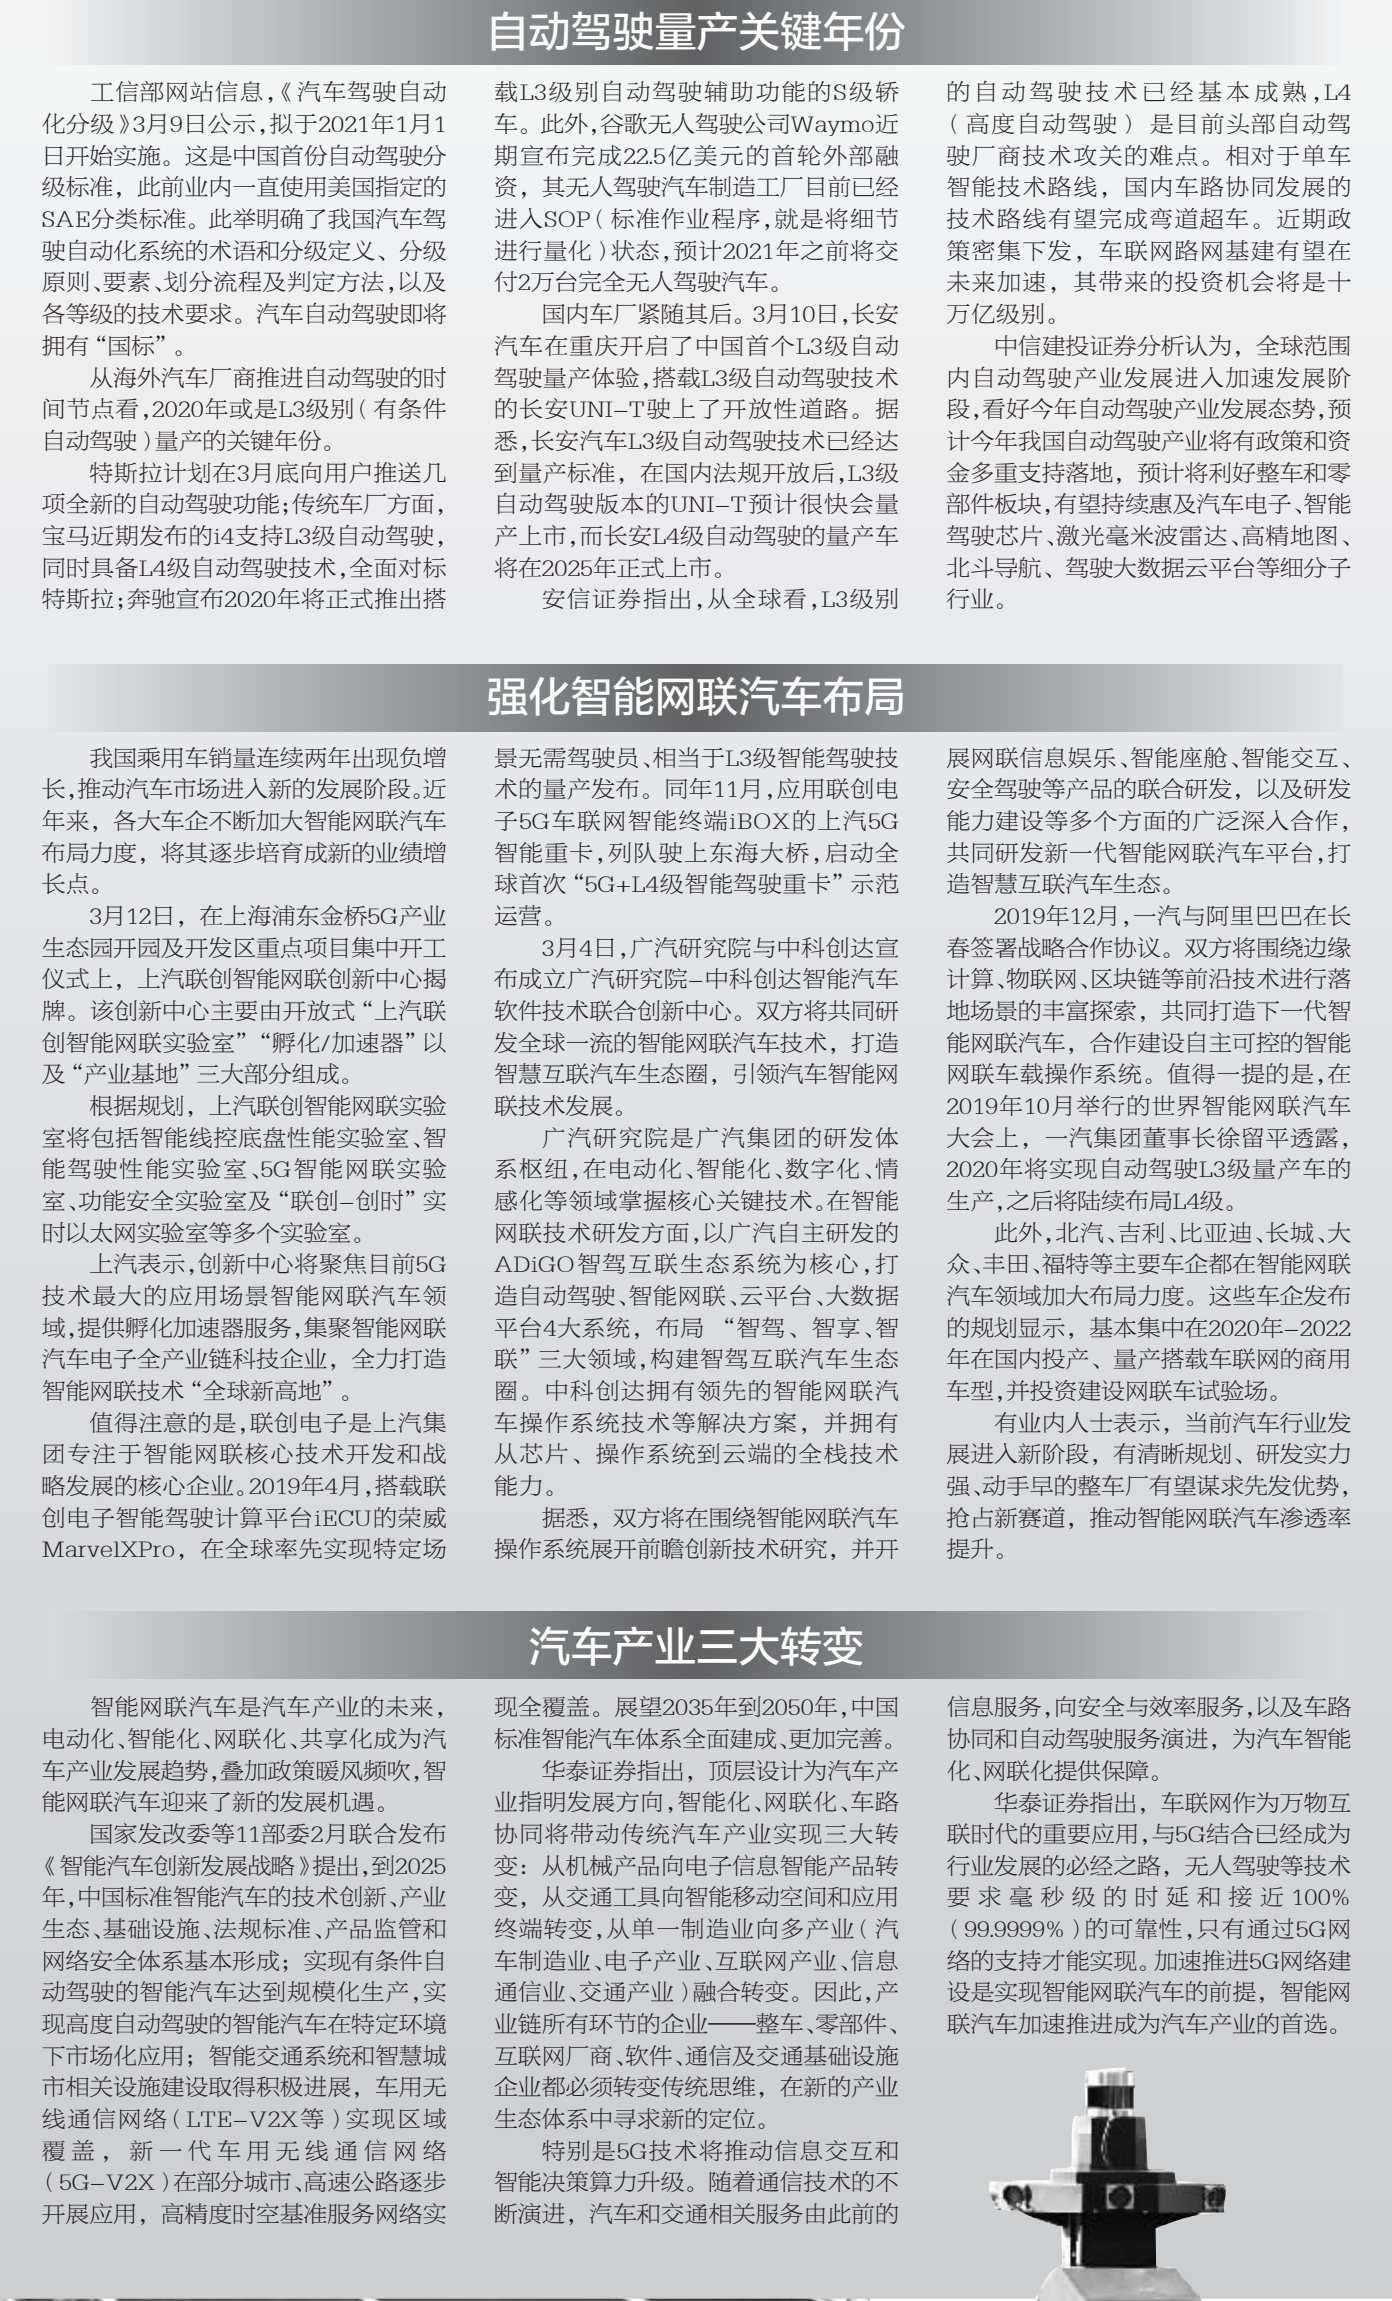 自动驾驶量产关键年份
工信部网站信息,《汽车驾驶自动
化分级》3月9日公示,拟于2021年1月1
日开始实施。这是中国首份自动驾驶分
级标准，此前业内一直使用美国指定的
SAE分类标准。此举明确了我国汽车驾
驶自动化系统的术语和分级定义、分级
原则、要素、划分流程及判定方法,以及
各等级的技术要求。汽车自动驾驶即将
拥有“国标”。
从海外汽车厂商推进自动驾驶的时
间节点看,2020年或是L3级别（有条件
自动驾驶）量产的关键年份。
特斯拉计划在3月底向用户推送几
项全新的自动驾驶功能;传统车厂方面,
宝马近期发布的i4支持L3级自动驾驶,
同时具备L4级自动驾驶技术,全面对标
特斯拉;奔驰宣布2020年将正式推出搭
载L3级别自动驾驶辅助功能的S级轿
车。此外,谷歌无人驾驶公司Waymo近
期宣布完成22.5亿美元的首轮外部融
资，其无人驾驶汽车制造工厂目前已经
进入SOP（标准作业程序,就是将细节
进行量化）状态,预计2021年之前将交
付2万台完全无人驾驶汽车。
国内车厂紧随其后。3月10日,长安
汽车在重庆开启了中国首个L3级自动
驾驶量产体验,搭载L3级自动驾驶技术
的长安UNI-T驶上了开放性道路。据
悉,长安汽车L3级自动驾驶技术已经达
到量产标准，在国内法规开放后,L3级
自动驾驶版本的UNI-T预计很快会量
产上市,而长安L4级自动驾驶的量产车
将在2025年正式上市。
安信证券指出,从全球看,L3级别
的自动驾驶技术已经基本成熟,L4
（高度自动驾驶）是目前头部自动驾
驶厂商技术攻关的难点。相对于单车
智能技术路线，国内车路协同发展的
技术路线有望完成弯道超车。近期政
策密集下发，车联网路网基建有望在
未来加速，其带来的投资机会将是十
万亿级别。
中信建投证券分析认为，全球范围
内自动驾驶产业发展进入加速发展阶
段,看好今年自动驾驶产业发展态势,预
计今年我国自动驾驶产业将有政策和资
金多重支持落地，预计将利好整车和零
部件板块,有望持续惠及汽车电子、智能
驾驶芯片、激光毫米波雷达、高精地图、
北斗导航、驾驶大数据云平台等细分子
行业。
强化智能网联汽车布局
我国乘用车销量连续两年出现负增
长,推动汽车市场进入新的发展阶段。近
年来，各大车企不断加大智能网联汽车
布局力度，将其逐步培育成新的业绩增
长点。
3月12日，在上海浦东金桥5G产业
生态园开园及开发区重点项目集中开工
仪式上，上汽联创智能网联创新中心揭
牌。该创新中心主要由开放式“上汽联
创智能网联实验室”“孵化/加速器”以
及“产业基地”三大部分组成。
根据规划，上汽联创智能网联实验
室将包括智能线控底盘性能实验室、智
能驾驶性能实验室、5G智能网联实验
室、功能安全实验室及“联创-创时”实
时以太网实验室等多个实验室。
上汽表示,创新中心将聚焦目前5G
技术最大的应用场景智能网联汽车领
域,提供孵化加速器服务,集聚智能网联
汽车电子全产业链科技企业，全力打造
智能网联技术“全球新高地”。
值得注意的是,联创电子是上汽集
团专注于智能网联核心技术开发和战
略发展的核心企业。2019年4月,搭载联
创电子智能驾驶计算平台iECU的荣威
MarvelXPro，在全球率先实现特定场
景无需驾驶员、相当于L3级智能驾驶技
术的量产发布。同年11月,应用联创电
子5G车联网智能终端iBOX的上汽5G
智能重卡,列队驶上东海大桥,启动全
球首次“5G+L4级智能驾驶重卡”示范
运营。
3月4日,广汽研究院与中科创达宣
布成立广汽研究院-中科创达智能汽车
软件技术联合创新中心。双方将共同研
发全球一流的智能网联汽车技术，打造
智慧互联汽车生态圈，引领汽车智能网
联技术发展。
广汽研究院是广汽集团的研发体
系枢纽,在电动化、智能化、数字化、情
感化等领域掌握核心关键技术。在智能
网联技术研发方面,以广汽自主研发的
ADiGO智驾互联生态系统为核心,打
造自动驾驶、智能网联、云平台、大数据
平台4大系统，布局“智驾、智享、智
联”三大领域,构建智驾互联汽车生态
圈。中科创达拥有领先的智能网联汽
车操作系统技术等解决方案，并拥有
从芯片、操作系统到云端的全栈技术
能力。
据悉，双方将在围绕智能网联汽车
操作系统展开前瞻创新技术研究，并开
展网联信息娱乐、智能座舱、智能交互、
安全驾驶等产品的联合研发，以及研发
能力建设等多个方面的广泛深入合作,
共同研发新一代智能网联汽车平台,打
造智慧互联汽车生态。
2019年12月,一汽与阿里巴巴在长
春签署战略合作协议。双方将围绕边缘
计算、物联网、区块链等前沿技术进行落
地场景的丰富探索，共同打造下一代智
能网联汽车，合作建设自主可控的智能
网联车载操作系统。值得一提的是,在
2019年10月举行的世界智能网联汽车
大会上，一汽集团董事长徐留平透露,
2020年将实现自动驾驶L3级量产车的
生产,之后将陆续布局L4级。
此外,北汽、吉利、比亚迪、长城、大
众、丰田、福特等主要车企都在智能网联
汽车领域加大布局力度。这些车企发布
的规划显示，基本集中在2020年-2022
年在国内投产、量产搭载车联网的商用
车型,并投资建设网联车试验场。
有业内人士表示，当前汽车行业发
展进入新阶段，有清晰规划、研发实力
强、动手早的整车厂有望谋求先发优势,
抢占新赛道，推动智能网联汽车渗透率
提升。
汽车产业三大转变
智能网联汽车是汽车产业的未来,
电动化、智能化、网联化、共享化成为汽
车产业发展趋势,叠加政策暖风频吹,智
能网联汽车迎来了新的发展机遇。
国家发改委等11部委2月联合发布
《智能汽车创新发展战略》提出,到2025
年,中国标准智能汽车的技术创新、产业
生态、基础设施、法规标准、产品监管和
网络安全体系基本形成；实现有条件自
动驾驶的智能汽车达到规模化生产,实
现高度自动驾驶的智能汽车在特定环境
下市场化应用；智能交通系统和智慧城
市相关设施建设取得积极进展，车用无
线通信网络（LTE-V2X等）实现区域
覆盖，新一代车用无线通信网络
（5G-V2X）在部分城市、高速公路逐步
开展应用，高精度时空基准服务网络实
现全覆盖。展望2035年到2050年,中国
标准智能汽车体系全面建成、更加完善。
华泰证券指出，顶层设计为汽车产
业指明发展方向,智能化、网联化、车路
协同将带动传统汽车产业实现三大转
变：从机械产品向电子信息智能产品转
变，从交通工具向智能移动空间和应用
终端转变,从单一制造业向多产业（汽
车制造业、电子产业、互联网产业、信息
通信业、交通产业）融合转变。因此,产
业链所有环节的企业——整车、零部件、
互联网厂商、软件、通信及交通基础设施
企业都必须转变传统思维，在新的产业
生态体系中寻求新的定位。
特别是5G技术将推动信息交互和
智能决策算力升级。随着通信技术的不
断演进，汽车和交通相关服务由此前的
信息服务,向安全与效率服务,以及车路
协同和自动驾驶服务演进，为汽车智能
化、网联化提供保障。
华泰证券指出，车联网作为万物互
联时代的重要应用,与5G结合已经成为
行业发展的必经之路，无人驾驶等技术
要求毫秒级的时延和接近100%
（99.9999%）的可靠性,只有通过5G网
络的支持才能实现。加速推进5G网络建
设是实现智能网联汽车的前提，智能网
联汽车加速推进成为汽车产业的首选。